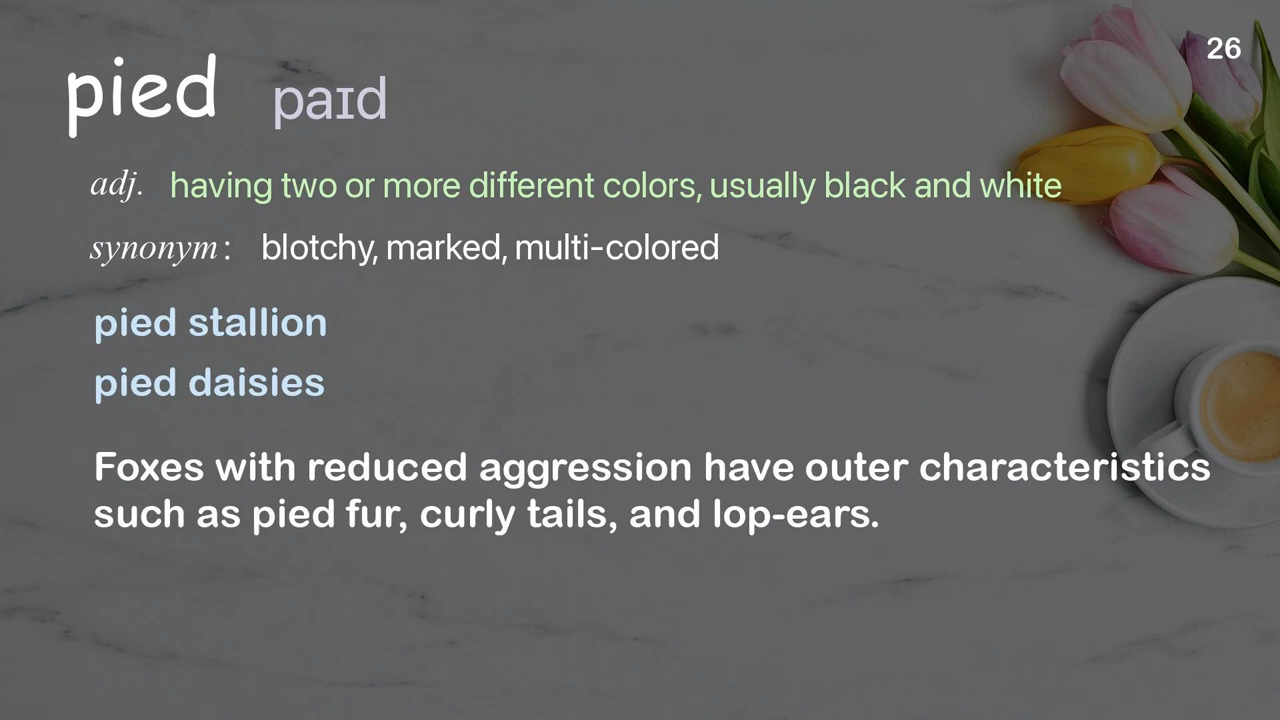 26
pied paɪd
adj. having two or more different colors, usually black and white
synonym: blotchy, marked, multi-colored
pied stallion
pied daisies
Foxes with reduced aggression have outer characteristics
such as pied fur, curly tails, and lop-ears.